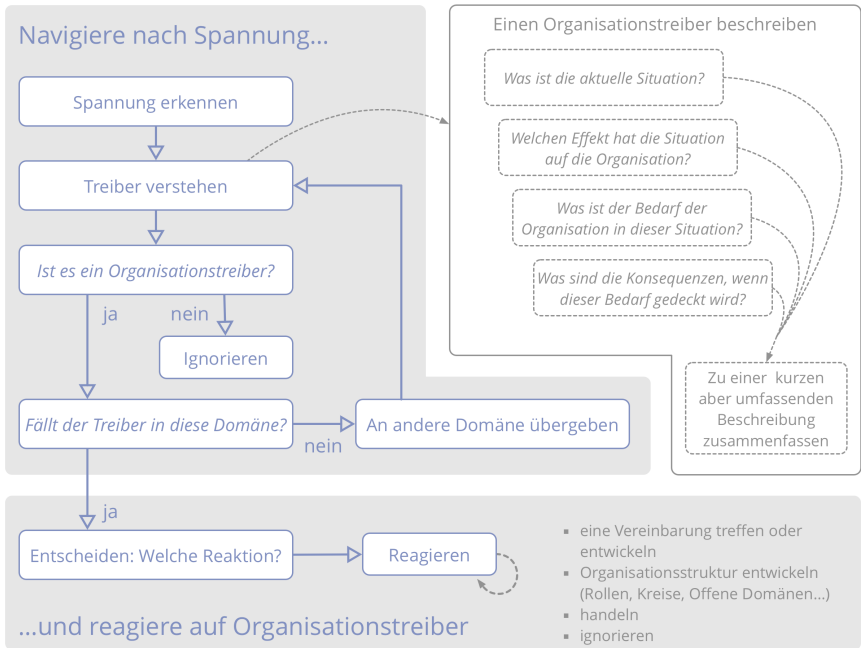 Navigiere nach Spannung...
Spannung erkennen
Treiber verstehen
Ist es ein Organisationstreiber?
ja
nein
Ignorieren
Fällt der Treiber in diese Domäne?
nein
An andere Domäne übergeben
Einen Organisationstreiber beschreiben
Was ist die aktuelle Situation?
Welchen Effekt hat die Situation
auf die Organisation?
Was ist der Bedarf der
Organisation in dieser Situation?
Was sind die Konsequenzen, wenn
dieser Bedarf gedeckt wird?
Zu einer kurzen
aber umfassenden
Beschreibung
zusammenfassen
ja
Entscheiden: Welche Reaktion?
Reagieren
▪ eine Vereinbarung treffen oder
entwickeln
▪ Organisationsstruktur entwickeln
(Rollen, Kreise, Offene Domänen...)
▪ handeln
▪ ignorieren
...und reagiere auf Organisationstreiber